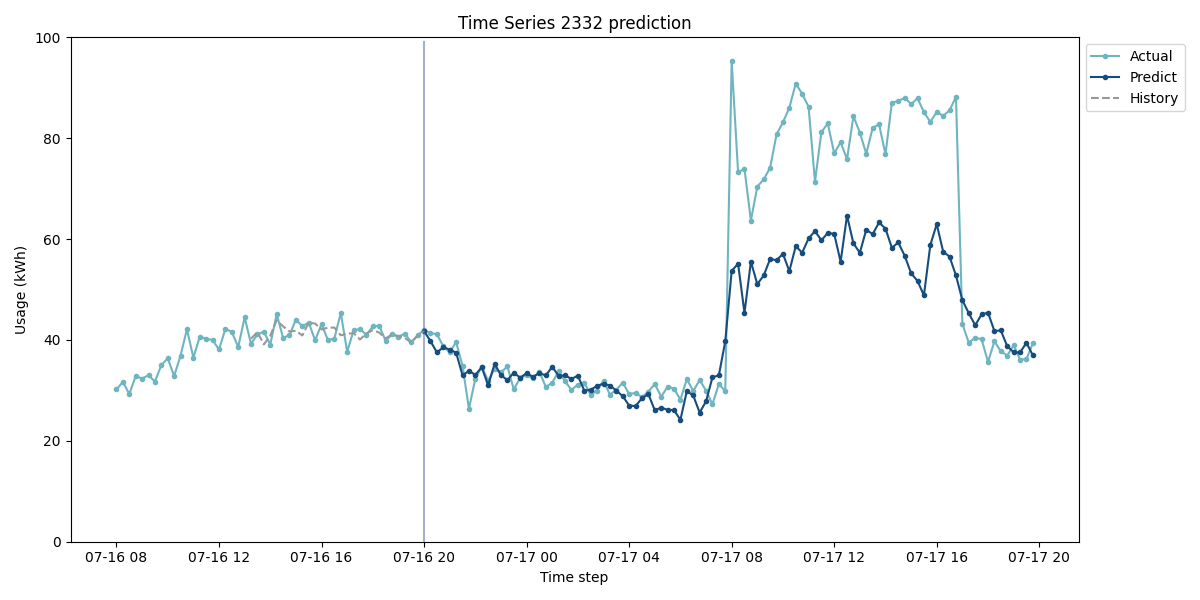 Time Series 2332 prediction
Usage (kWh)
100
80
60
40
20
0
07-16 08 07-16 12 07-16 16 07-16 20 07-17 00 07-17 04 07-17 08 07-17 12 07-17 16 07-17 20
Time step
Actual
Predict
History